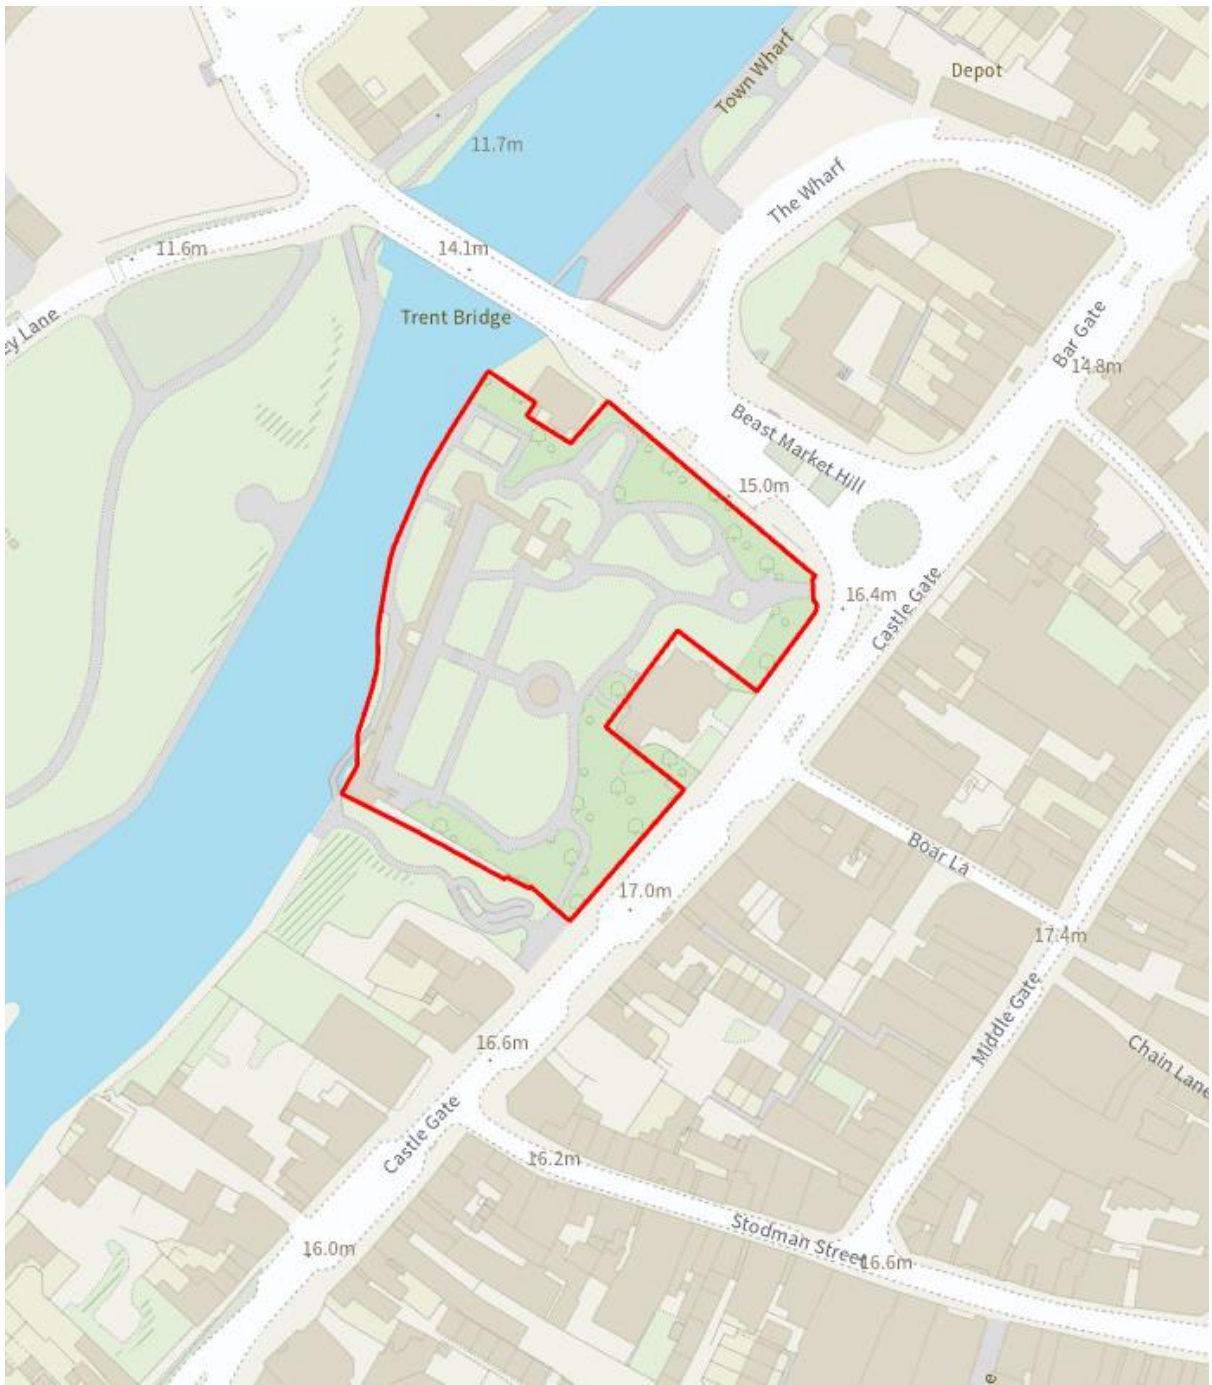 Town Wharf
Depot
11.7m
The Wharf
11.6m
14.1m
Trent Bridge
Bar Gate
14.8m
Beast Market Hill
15.0m
16.4m
Castle Gate
Boar La
17.0m
17.4m
Middle Gate
Chain Lane
16.6m
Castle Gate
16.2m
Stodman Street
16.6m
16.0m